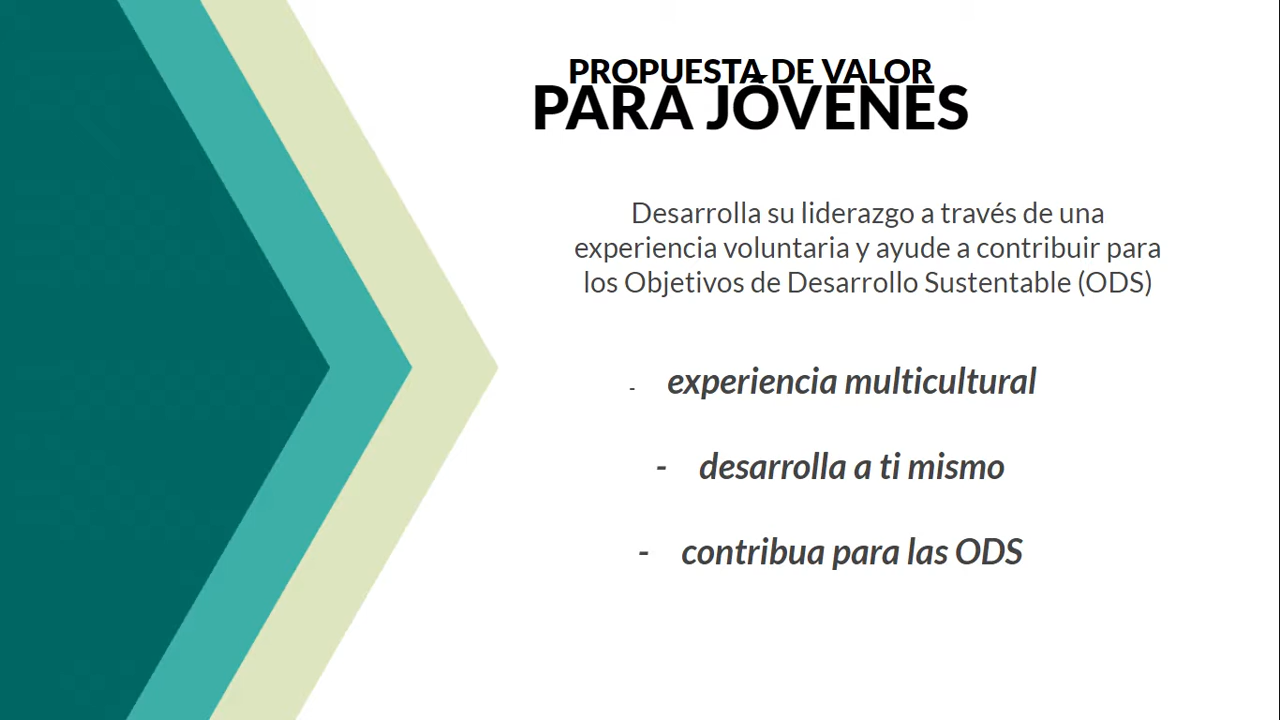 PROPUESTA DE VALOR
PARA JÓVENES
Desarrolla su liderazgo a través de una
experiencia voluntaria y ayude a contribuir para
los Objetivos de Desarrollo Sustentable (ODS)
- experiencia multicultural
- desarrolla a ti mismo
- contribua para las ODS